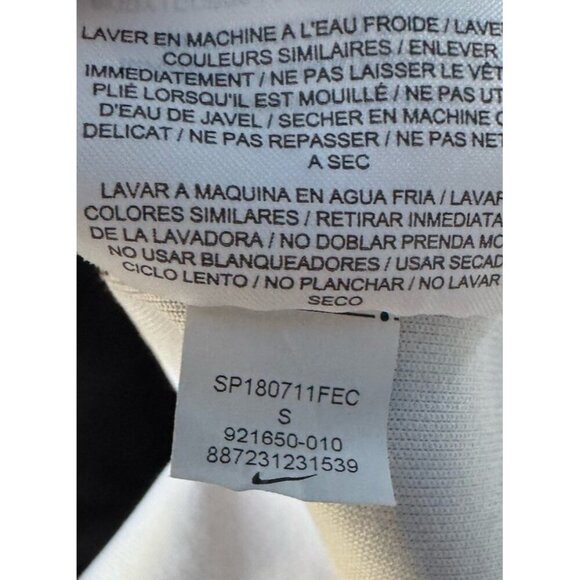 LAVER EN MACHINE A L'EAU FROIDE / LAVE
COULEURS SIMILAIRES / ENLEVER
IMMEDIATEMENT / NE PAS LAISSER LE VÊT
PLIÉ LORSQU'IL EST MOUILLÉ / NE PAS UT
D'EAU DE JAVEL / SECHER EN MACHINE C
DELICAT / NE PAS REPASSER / NE PAS NET
A SEC
LAVAR A MAQUINA EN AGUA FRIA / LAVAR
COLORES SIMILARES / RETIRAR INMEDIATA
DE LA LAVADORA / NO DOBLAR PRENDA MO
NO USAR BLANQUEADORES / USAR SECAD
CICLO LENTO / NO PLANCHAR / NO LAVAR
SECO
SP180711FEC
S
921650-010
887231231539